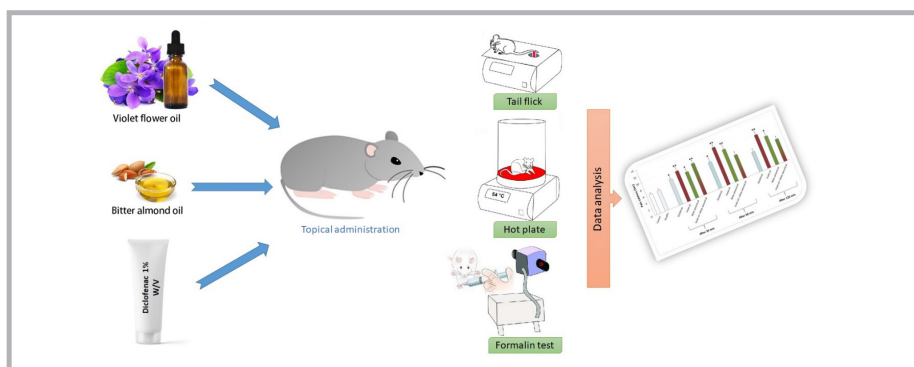 Violet flower oil
Bitter almond oil
Diclofenac 1%
W/V
Topical administration
Tail flick
54 °C
Hot plate
Formalin test
Data analysis